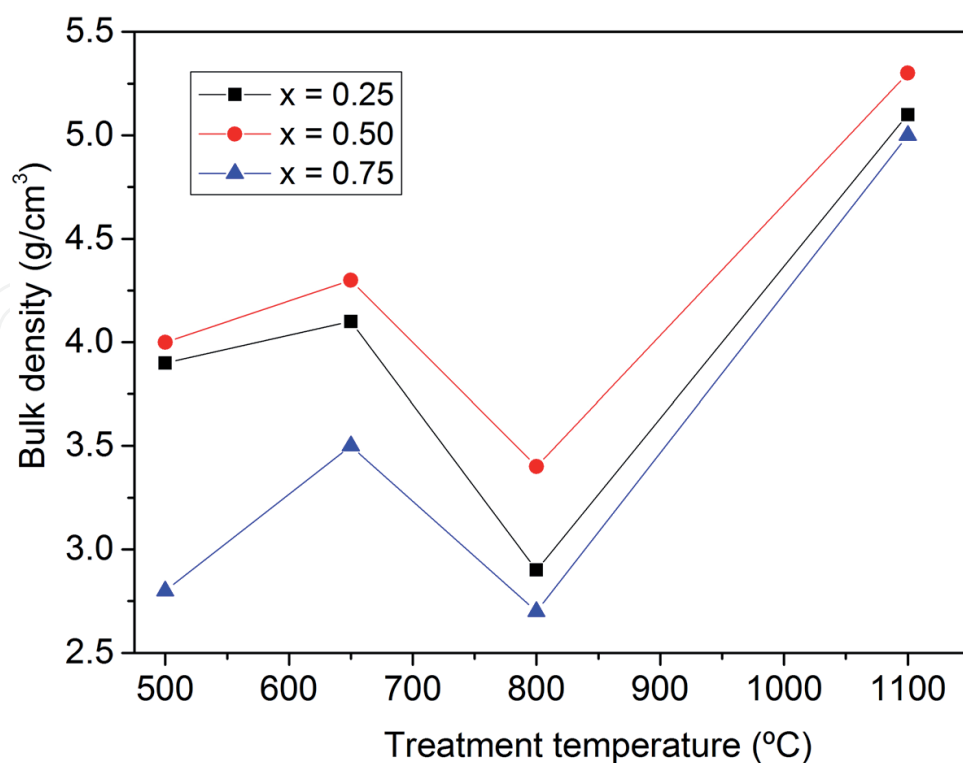 5.5
5.0
4.5
4.0
3.5
3.0
2.5
Bulk density (g/cm³)
x = 0.25
x = 0.50
x = 0.75
500 600 700 800 900 1000 1100
Treatment temperature (ºC)